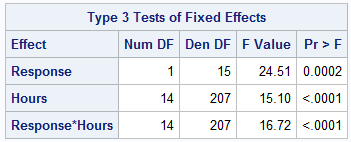 Type 3 Tests of Fixed Effects
Effect Num DF Den DF F Value Pr > F
Response 1 15 24.51 0.0002
Hours 14 207 15.10 <.0001
Response*Hours 14 207 16.72 <.0001